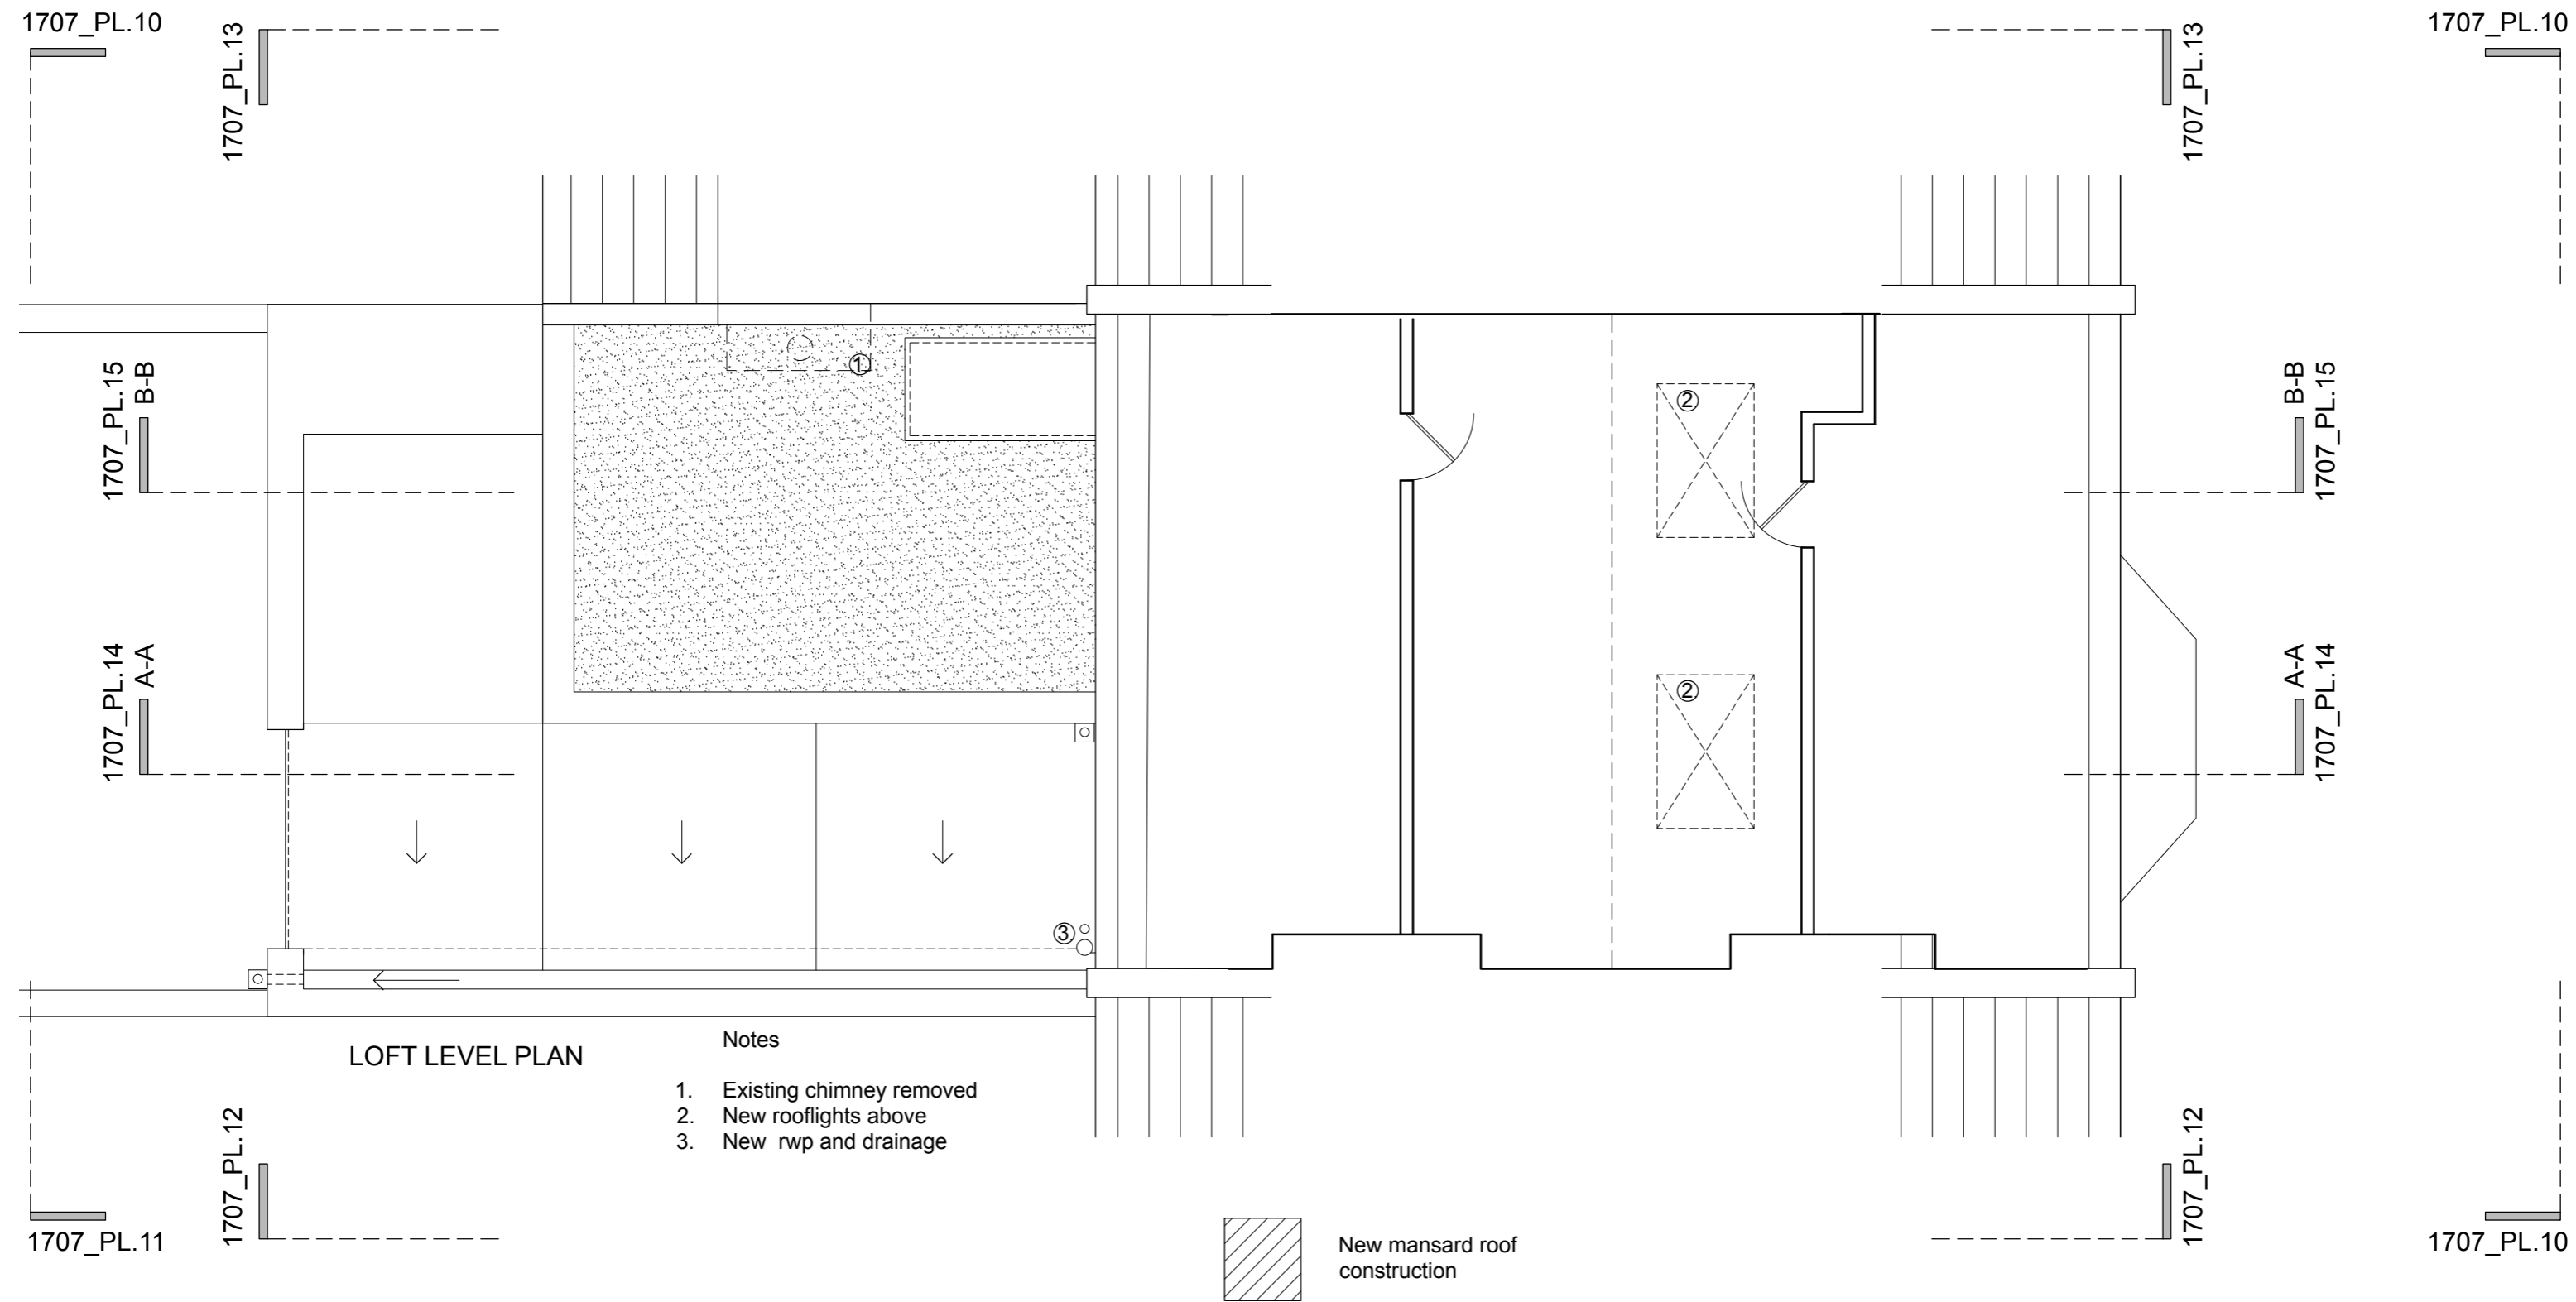 1707_PL.10
1707_PL.13
1707_PL.13
1707_PL.10
1707_PL.15
B-B
1
2
B-B
1707_PL.15
1707_PL.14
A-A
2
A-A
1707_PL.14
3
LOFT LEVEL PLAN
Notes
1. Existing chimney removed
2. New rooflights above
3. New rwp and drainage
1707_PL.12
1707_PL.12
1707_PL.11
New mansard roof
construction
1707_PL.10